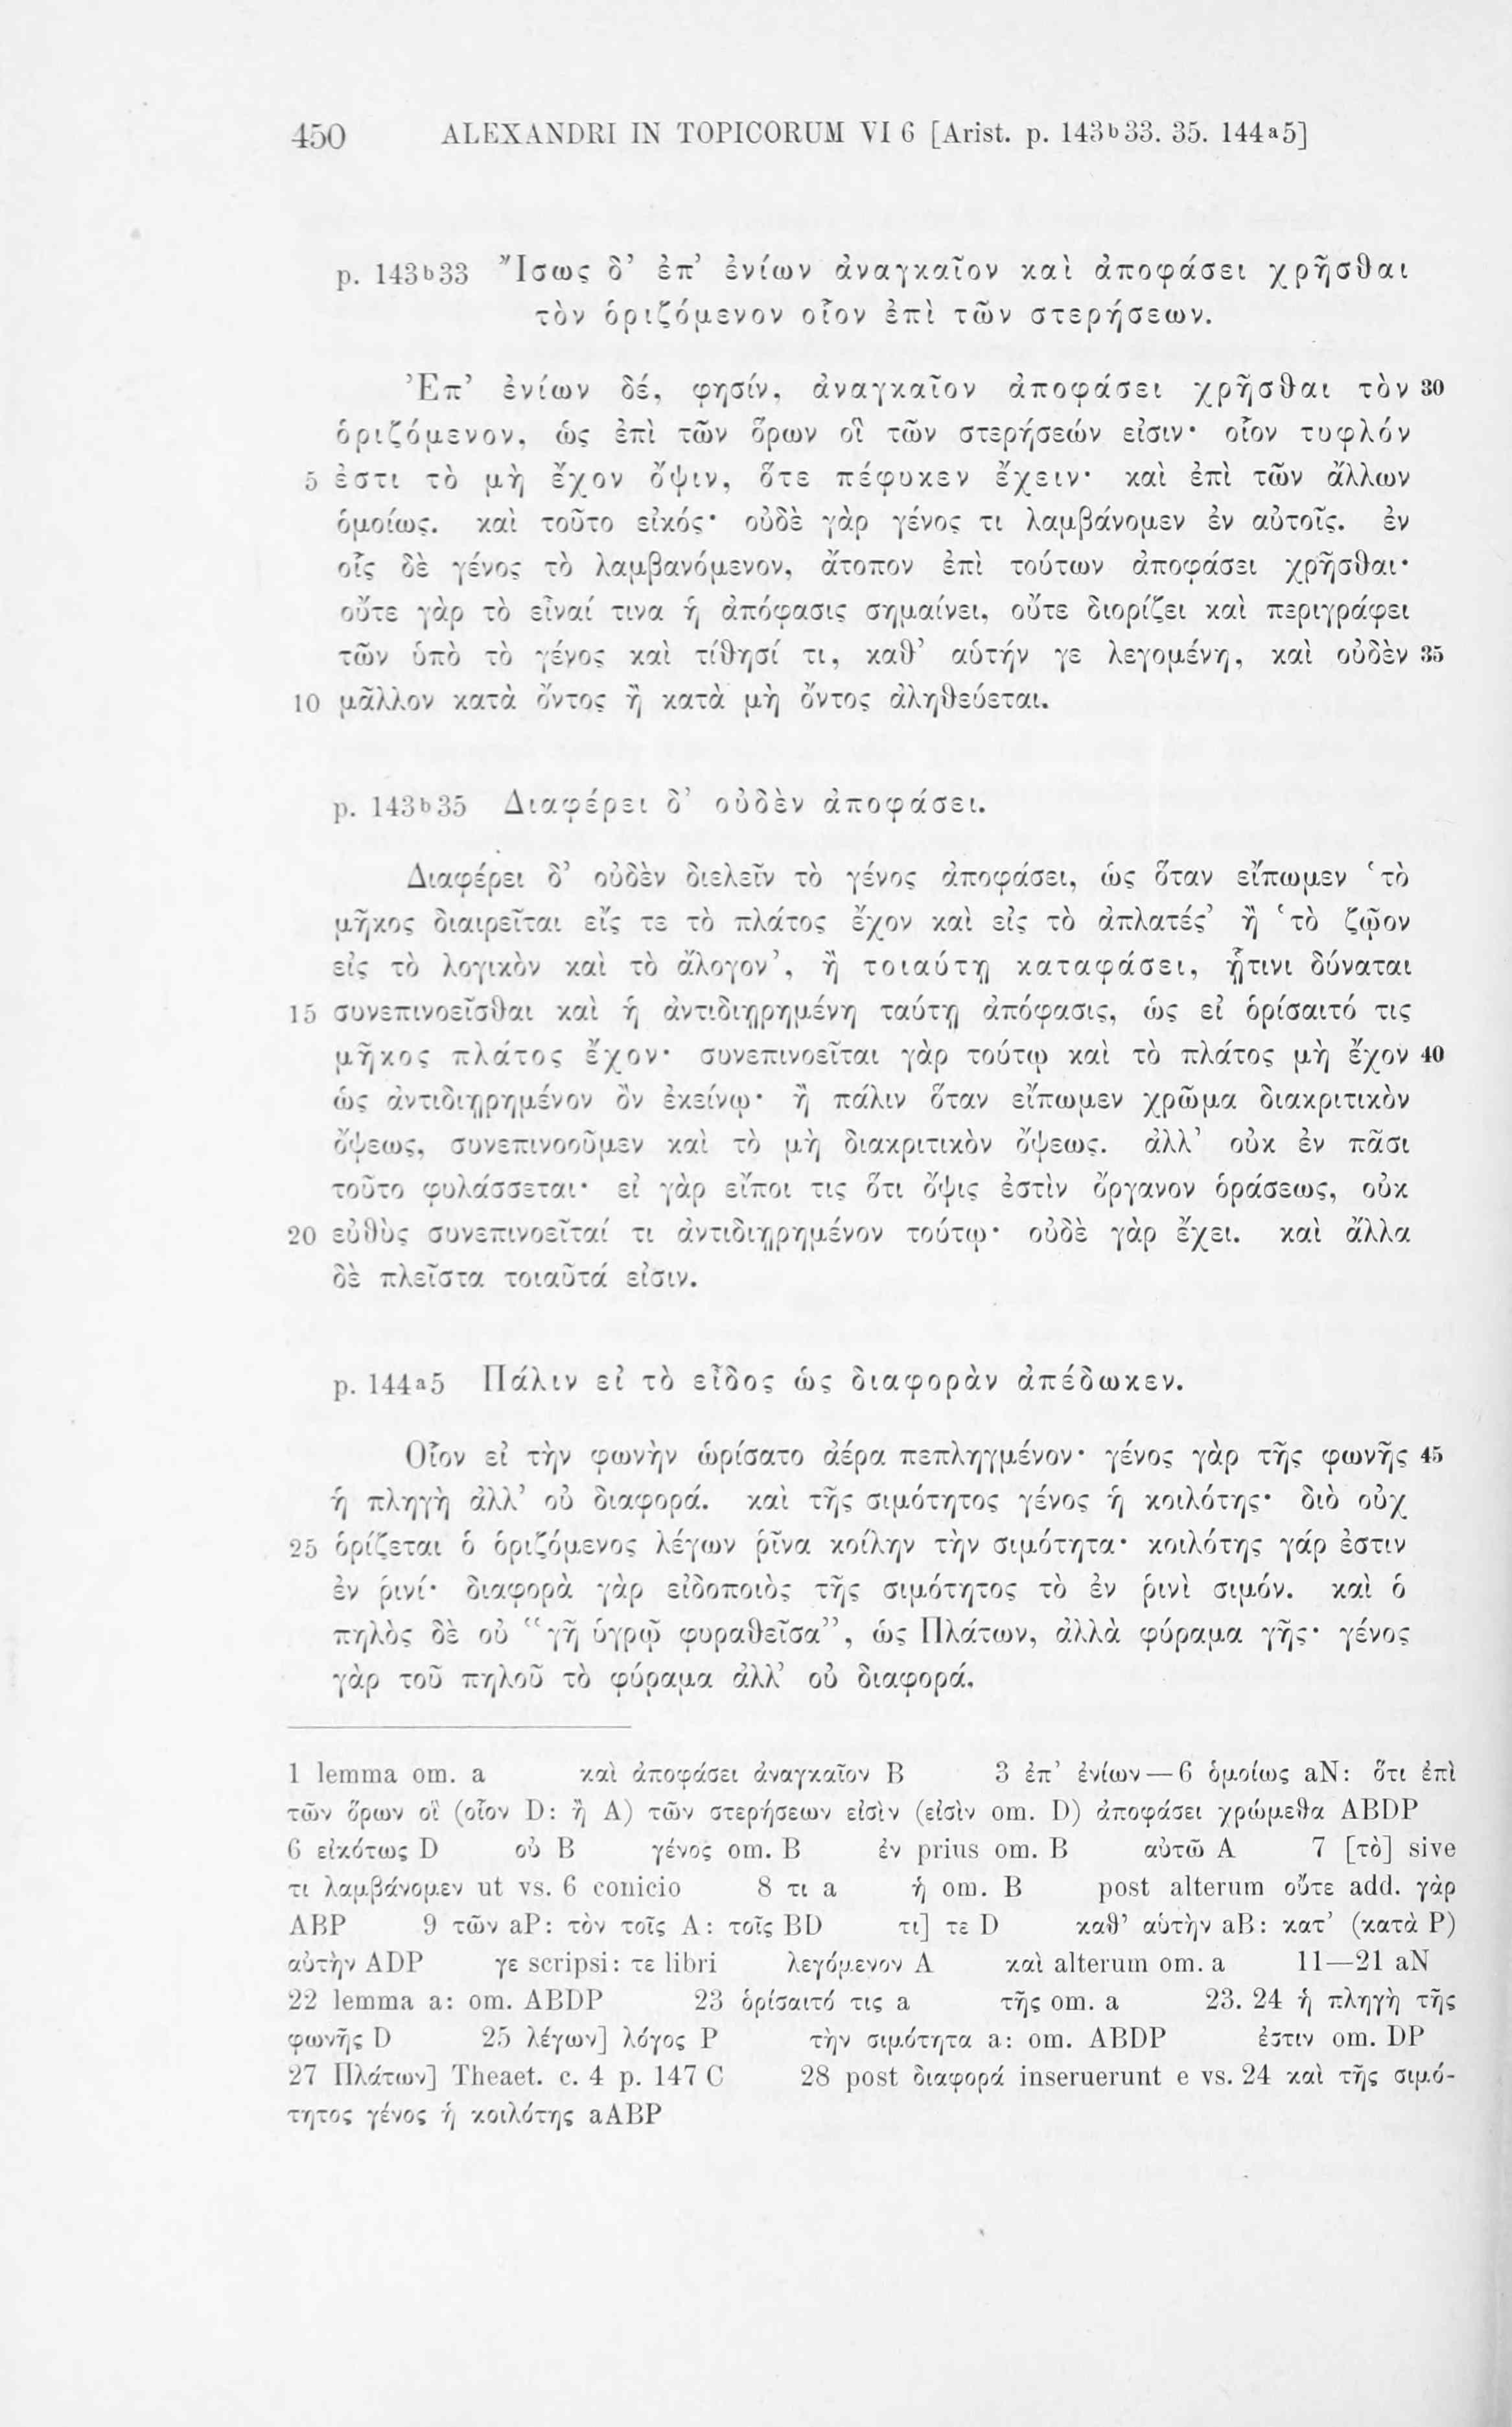 450 ALEXANDRI IN TOPICORUM VI 6 [Arist. p. 143ᵇ33. 35. 144ᵃ5]
p. 143ᵇ33 Ἴσως δ’ ἐπ’ ἐνίων ἀναγκαῖον καὶ ἀποφάσει χρῆσθαι
τὸν ὁριζόμενον οἷον ἐπὶ τῶν στερήσεων.
Ἐπ’ ἐνίων δέ, φησίν, ἀναγκαῖον ἀποφάσει χρῆσθαι τὸν 30
ὁριζόμενον, ὡς ἐπὶ τῶν ὅρων οἳ τῶν στερήσεών εἰσιν· οἷον τυφλόν
5 ἐστι τὸ μὴ ἔχον ὄψιν, ὅτε πέφυκεν ἔχειν· καὶ ἐπὶ τῶν ἄλλων
ὁμοίως. καὶ τοῦτο εἰκός· οὐδὲ γὰρ γένος τι λαμβάνομεν ἐν αὐτοῖς. ἐν
οἷς δὲ γένος τὸ λαμβανόμενον, ἄτοπον ἐπὶ τούτων ἀποφάσει χρῆσθαι·
οὔτε γὰρ τὸ εἶναί τινα ἡ ἀπόφασις σημαίνει, οὔτε διορίζει καὶ περιγράφει
τῶν ὑπὸ τὸ γένος καὶ τίθησί τι, καθ’ αὑτήν γε λεγομένη, καὶ οὐδὲν 35
10 μᾶλλον κατὰ ὄντος ἢ κατὰ μὴ ὄντος ἀληθεύεται.
p. 143ᵇ35 Διαφέρει δ’ οὐδὲν ἀποφάσει.
Διαφέρει δ’ οὐδὲν διελεῖν τὸ γένος ἀποφάσει, ὡς ὅταν εἴπωμεν ‘τὸ
μῆκος διαιρεῖται εἴς τε τὸ πλάτος ἔχον καὶ εἰς τὸ ἀπλατές’ ἢ ‘τὸ ζῷον
εἰς τὸ λογικὸν καὶ τὸ ἄλογον’, ἢ τοιαύτῃ καταφάσει, ᾗτινι δύναται
15 συνεπινοεῖσθαι καὶ ἡ ἀντιδιῃρημένη ταύτῃ ἀπόφασις, ὡς εἰ ὁρίσαιτό τις
μῆκος πλάτος ἔχον· συνεπινοεῖται γὰρ τούτῳ καὶ τὸ πλάτος μὴ ἔχον 40
ὡς ἀντιδιῃρημένον ὂν ἐκείνῳ· ἢ πάλιν ὅταν εἴπωμεν χρῶμα διακριτικὸν
ὄψεως, συνεπινοοῦμεν καὶ τὸ μὴ διακριτικὸν ὄψεως. ἀλλ’ οὐκ ἐν πᾶσι
τοῦτο φυλάσσεται· εἰ γὰρ εἴποι τις ὅτι ὄψις ἐστὶν ὄργανον ὁράσεως, οὐκ
20 εὐθὺς συνεπινοεῖταί τι ἀντιδιῃρημένον τούτῳ· οὐδὲ γὰρ ἔχει. καὶ ἄλλα
δὲ πλεῖστα τοιαῦτά εἰσιν.
p. 144ᵃ5 Πάλιν εἰ τὸ εἶδος ὡς διαφορὰν ἀπέδωκεν.
Οἷον εἰ τὴν φωνὴν ὡρίσατο ἀέρα πεπληγμένον· γένος γὰρ τῆς φωνῆς 45
ἡ πληγὴ ἀλλ’ οὐ διαφορά. καὶ τῆς σιμότητος γένος ἡ κοιλότης· διὸ οὐχ
25 ὁρίζεται ὁ ὁριζόμενος λέγων ῥῖνα κοίλην τὴν σιμότητα· κοιλότης γάρ ἐστιν
ἐν ῥινί· διαφορὰ γὰρ εἰδοποιὸς τῆς σιμότητος τὸ ἐν ῥινὶ σιμόν. καὶ ὁ
πηλὸς δὲ οὐ “γῆ ὑγρῷ φυραθεῖσα”, ὡς Πλάτων, ἀλλὰ φύραμα γῆς· γένος
γὰρ τοῦ πηλοῦ τὸ φύραμα ἀλλ’ οὐ διαφορά.
1 lemma om. a καὶ ἀποφάσει ἀναγκαῖον B 3 ἐπ’ ἐνίων — 6 ὁμοίως aN: ὅτι ἐπὶ
τῶν ὅρων οἳ (οἷον D: ἢ A) τῶν στερήσεων εἰσὶν (εἰσὶν om. D) ἀποφάσει χρώμεθα ABDP
6 εἰκότως D οὐ B γένος om. B ἐν prius om. B αὐτῶ A 7 [τὸ] sive
τι λαμβάνομεν ut vs. 6 conicio 8 τι a ἡ om. B post alterum οὔτε add. γὰρ
ABP 9 τῶν aP: τὸν τοῖς A: τοῖς BD τι] τε D καθ’ αὑτὴν aB: κατ’ (κατὰ P)
αὐτὴν ADP γε scripsi: τε libri λεγόμενον A καὶ alterum om. a 11—21 aN
22 lemma a: om. ABDP 23 ὁρίσαιτό τις a τῆς om. a 23. 24 ἡ πληγὴ τῆς
φωνῆς D 25 λέγων] λόγος P τὴν σιμότητα a: om. ABDP ἐστιν om. DP
27 Πλάτων] Theaet. c. 4 p. 147 C 28 post διαφορά inseruerunt e vs. 24 καὶ τῆς σιμό-
τητος γένος ἡ κοιλότης aABP